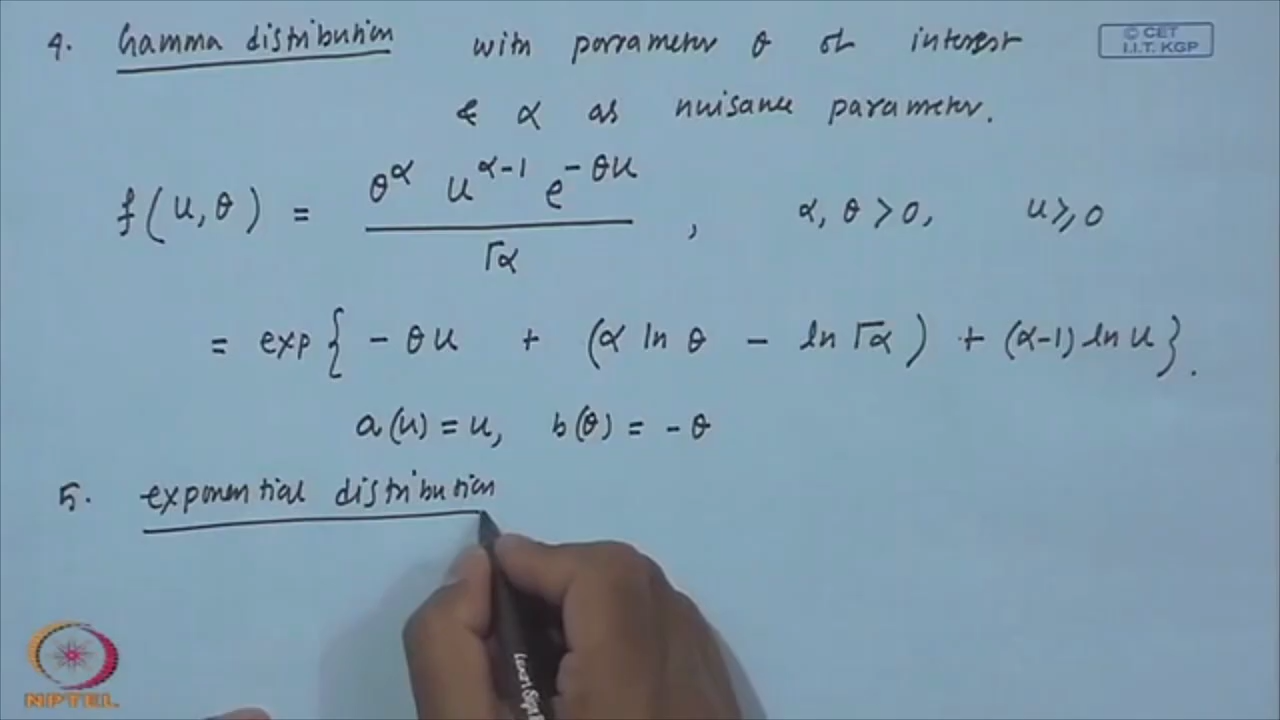 4. Gamma distribution with parameter θ of interest
© CET
I.I.T. KGP
& α as nuisance parameter.
f(u,θ) = θ^α u^(α-1) e^(-θu) / Γα , α, θ > 0, u ≥ 0
= exp{ - θu + (α ln θ - ln Γα) + (α-1) ln u}.
a(u) = u, b(θ) = - θ
5. exponential distribution
NPTEL